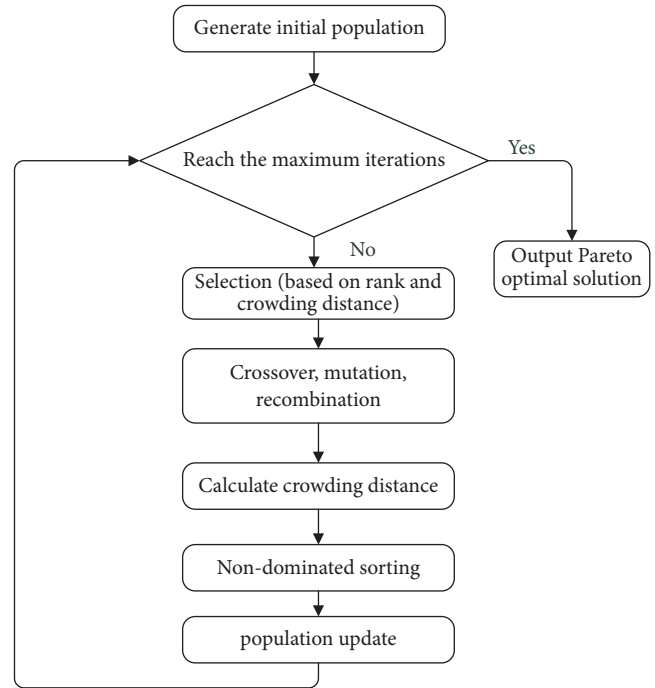 Generate initial population
Reach the maximum iterations
Yes
No
Output Pareto
optimal solution
Selection (based on rank and
crowding distance)
Crossover, mutation,
recombination
Calculate crowding distance
Non-dominated sorting
population update